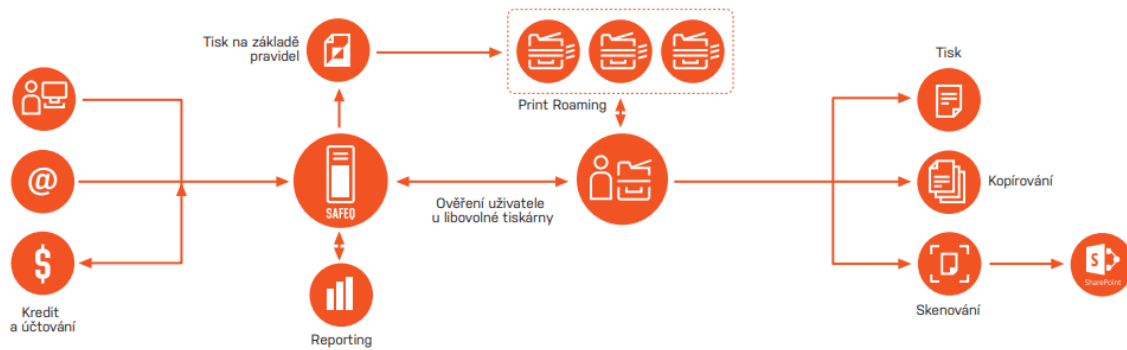 Tisk na základě
pravidel
Print Roaming
Tisk
@
SAFEQ
Ověření uživatele
u libovolné tiskárny
Kopírování
$
Kredit
a účtování
Reporting
Skenování
S
SharePoint